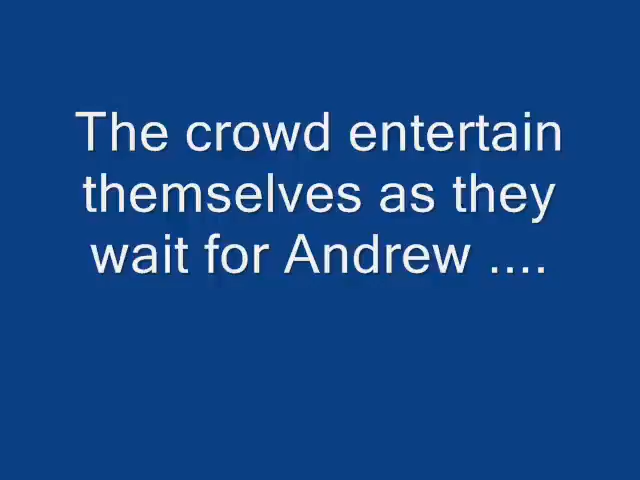 The crowd entertain
themselves as they
wait for Andrew ....